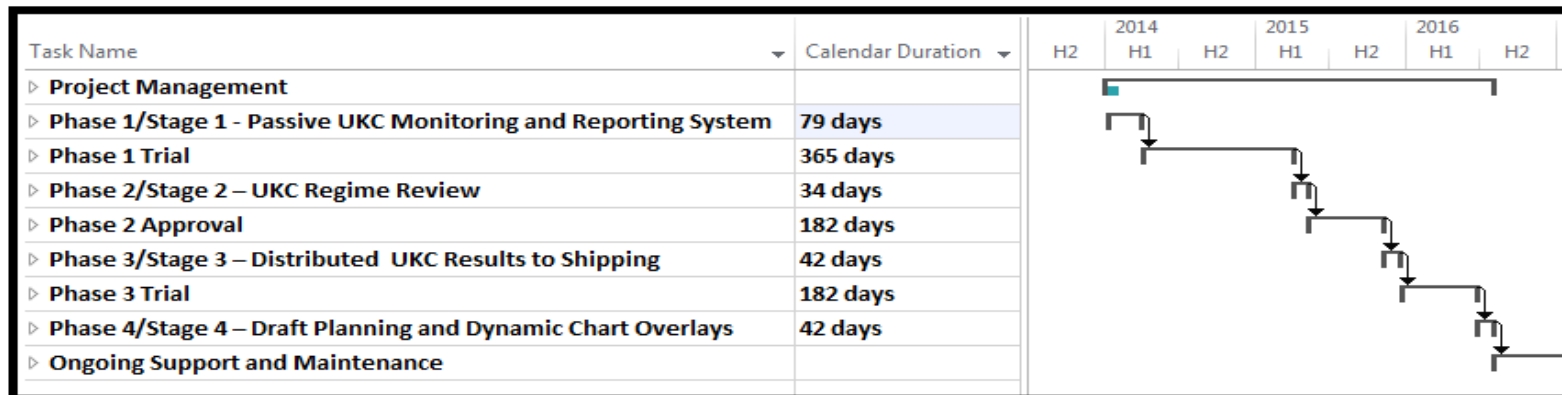 2014 2015 2016
Task Name Calendar Duration H2 H1 H2 H1 H2 H1 H2
Project Management
Phase 1/Stage 1 - Passive UKC Monitoring and Reporting System 79 days
Phase 1 Trial 365 days
Phase 2/Stage 2 – UKC Regime Review 34 days
Phase 2 Approval 182 days
Phase 3/Stage 3 – Distributed  UKC Results to Shipping 42 days
Phase 3 Trial 182 days
Phase 4/Stage 4 – Draft Planning and Dynamic Chart Overlays 42 days
Ongoing Support and Maintenance